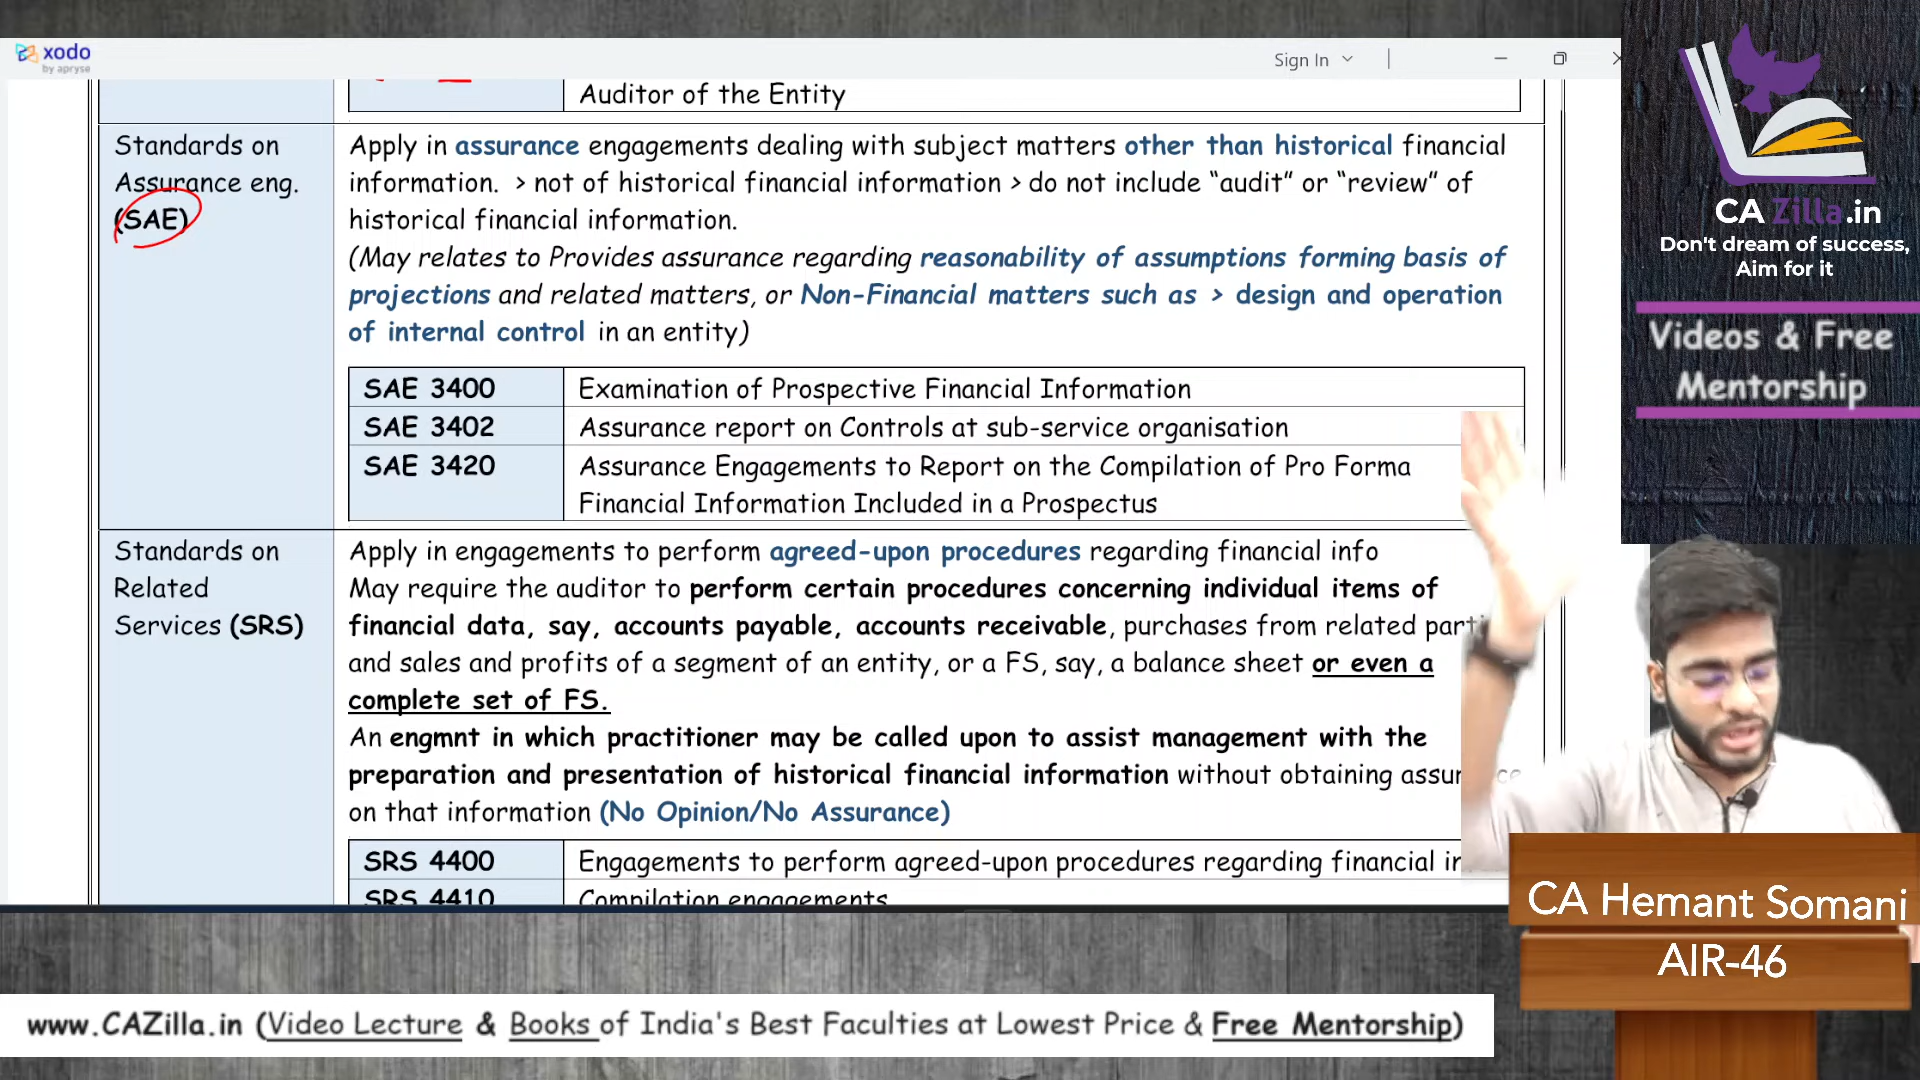 xodo
by apryse
Sign In
Auditor of the Entity
Standards on
Assurance eng.
(SAE)
Apply in assurance engagements dealing with subject matters other than historical financial
information. > not of historical financial information > do not include “audit” or “review” of
historical financial information.
(May relates to Provides assurance regarding reasonability of assumptions forming basis of
projections and related matters, or Non-Financial matters such as > design and operation
of internal control in an entity)
SAE 3400 Examination of Prospective Financial Information
SAE 3402 Assurance report on Controls at sub-service organisation
SAE 3420 Assurance Engagements to Report on the Compilation of Pro Forma
Financial Information Included in a Prospectus
Standards on
Related
Services (SRS)
Apply in engagements to perform agreed-upon procedures regarding financial info
May require the auditor to perform certain procedures concerning individual items of
financial data, say, accounts payable, accounts receivable, purchases from related
and sales and profits of a segment of an entity, or a FS, say, a balance sheet or even a
complete set of FS.
An engmnt in which practitioner may be called upon to assist management with the
preparation and presentation of historical financial information without obtaining
on that information (No Opinion/No Assurance)
SRS 4400 Engagements to perform agreed-upon procedures regarding financial
SRS 4410 Compilation engagements
CA Zilla.in
Don't dream of success,
Aim for it
Videos & Free
Mentorship
CA Hemant Somani
AIR-46
www.CAZilla.in (Video Lecture & Books of India's Best Faculties at Lowest Price & Free Mentorship)